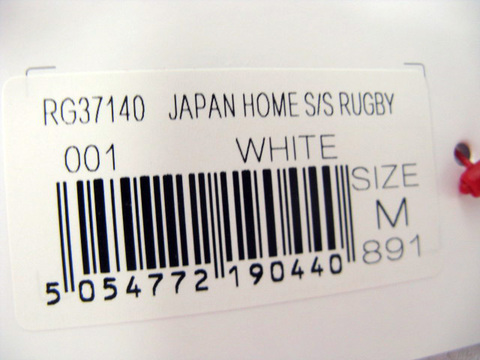 RG37140 JAPAN HOME S/S RUGBY
001 WHITE
SIZE
M
891
5 054772 190440